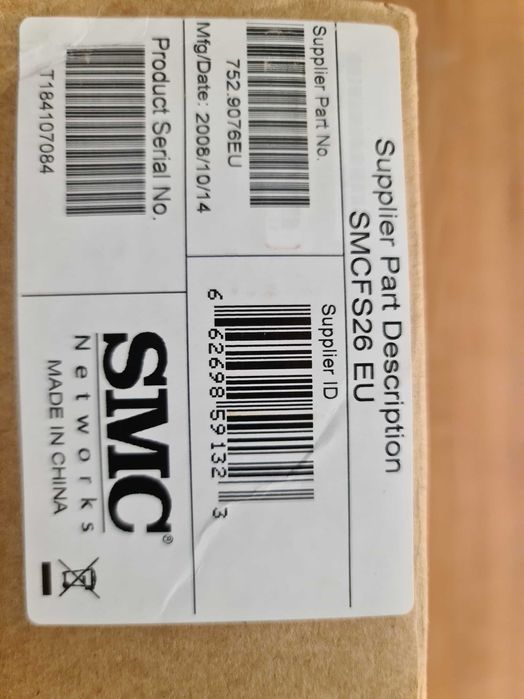 Supplier Part Description
SMCFS26 EU
Supplier Part No.
752.9076EU
Mfg/Date: 2008/10/14
Supplier ID
6 62698 59132 3
Product Serial No.
T184107084
SMC®
Networks
MADE IN CHINA